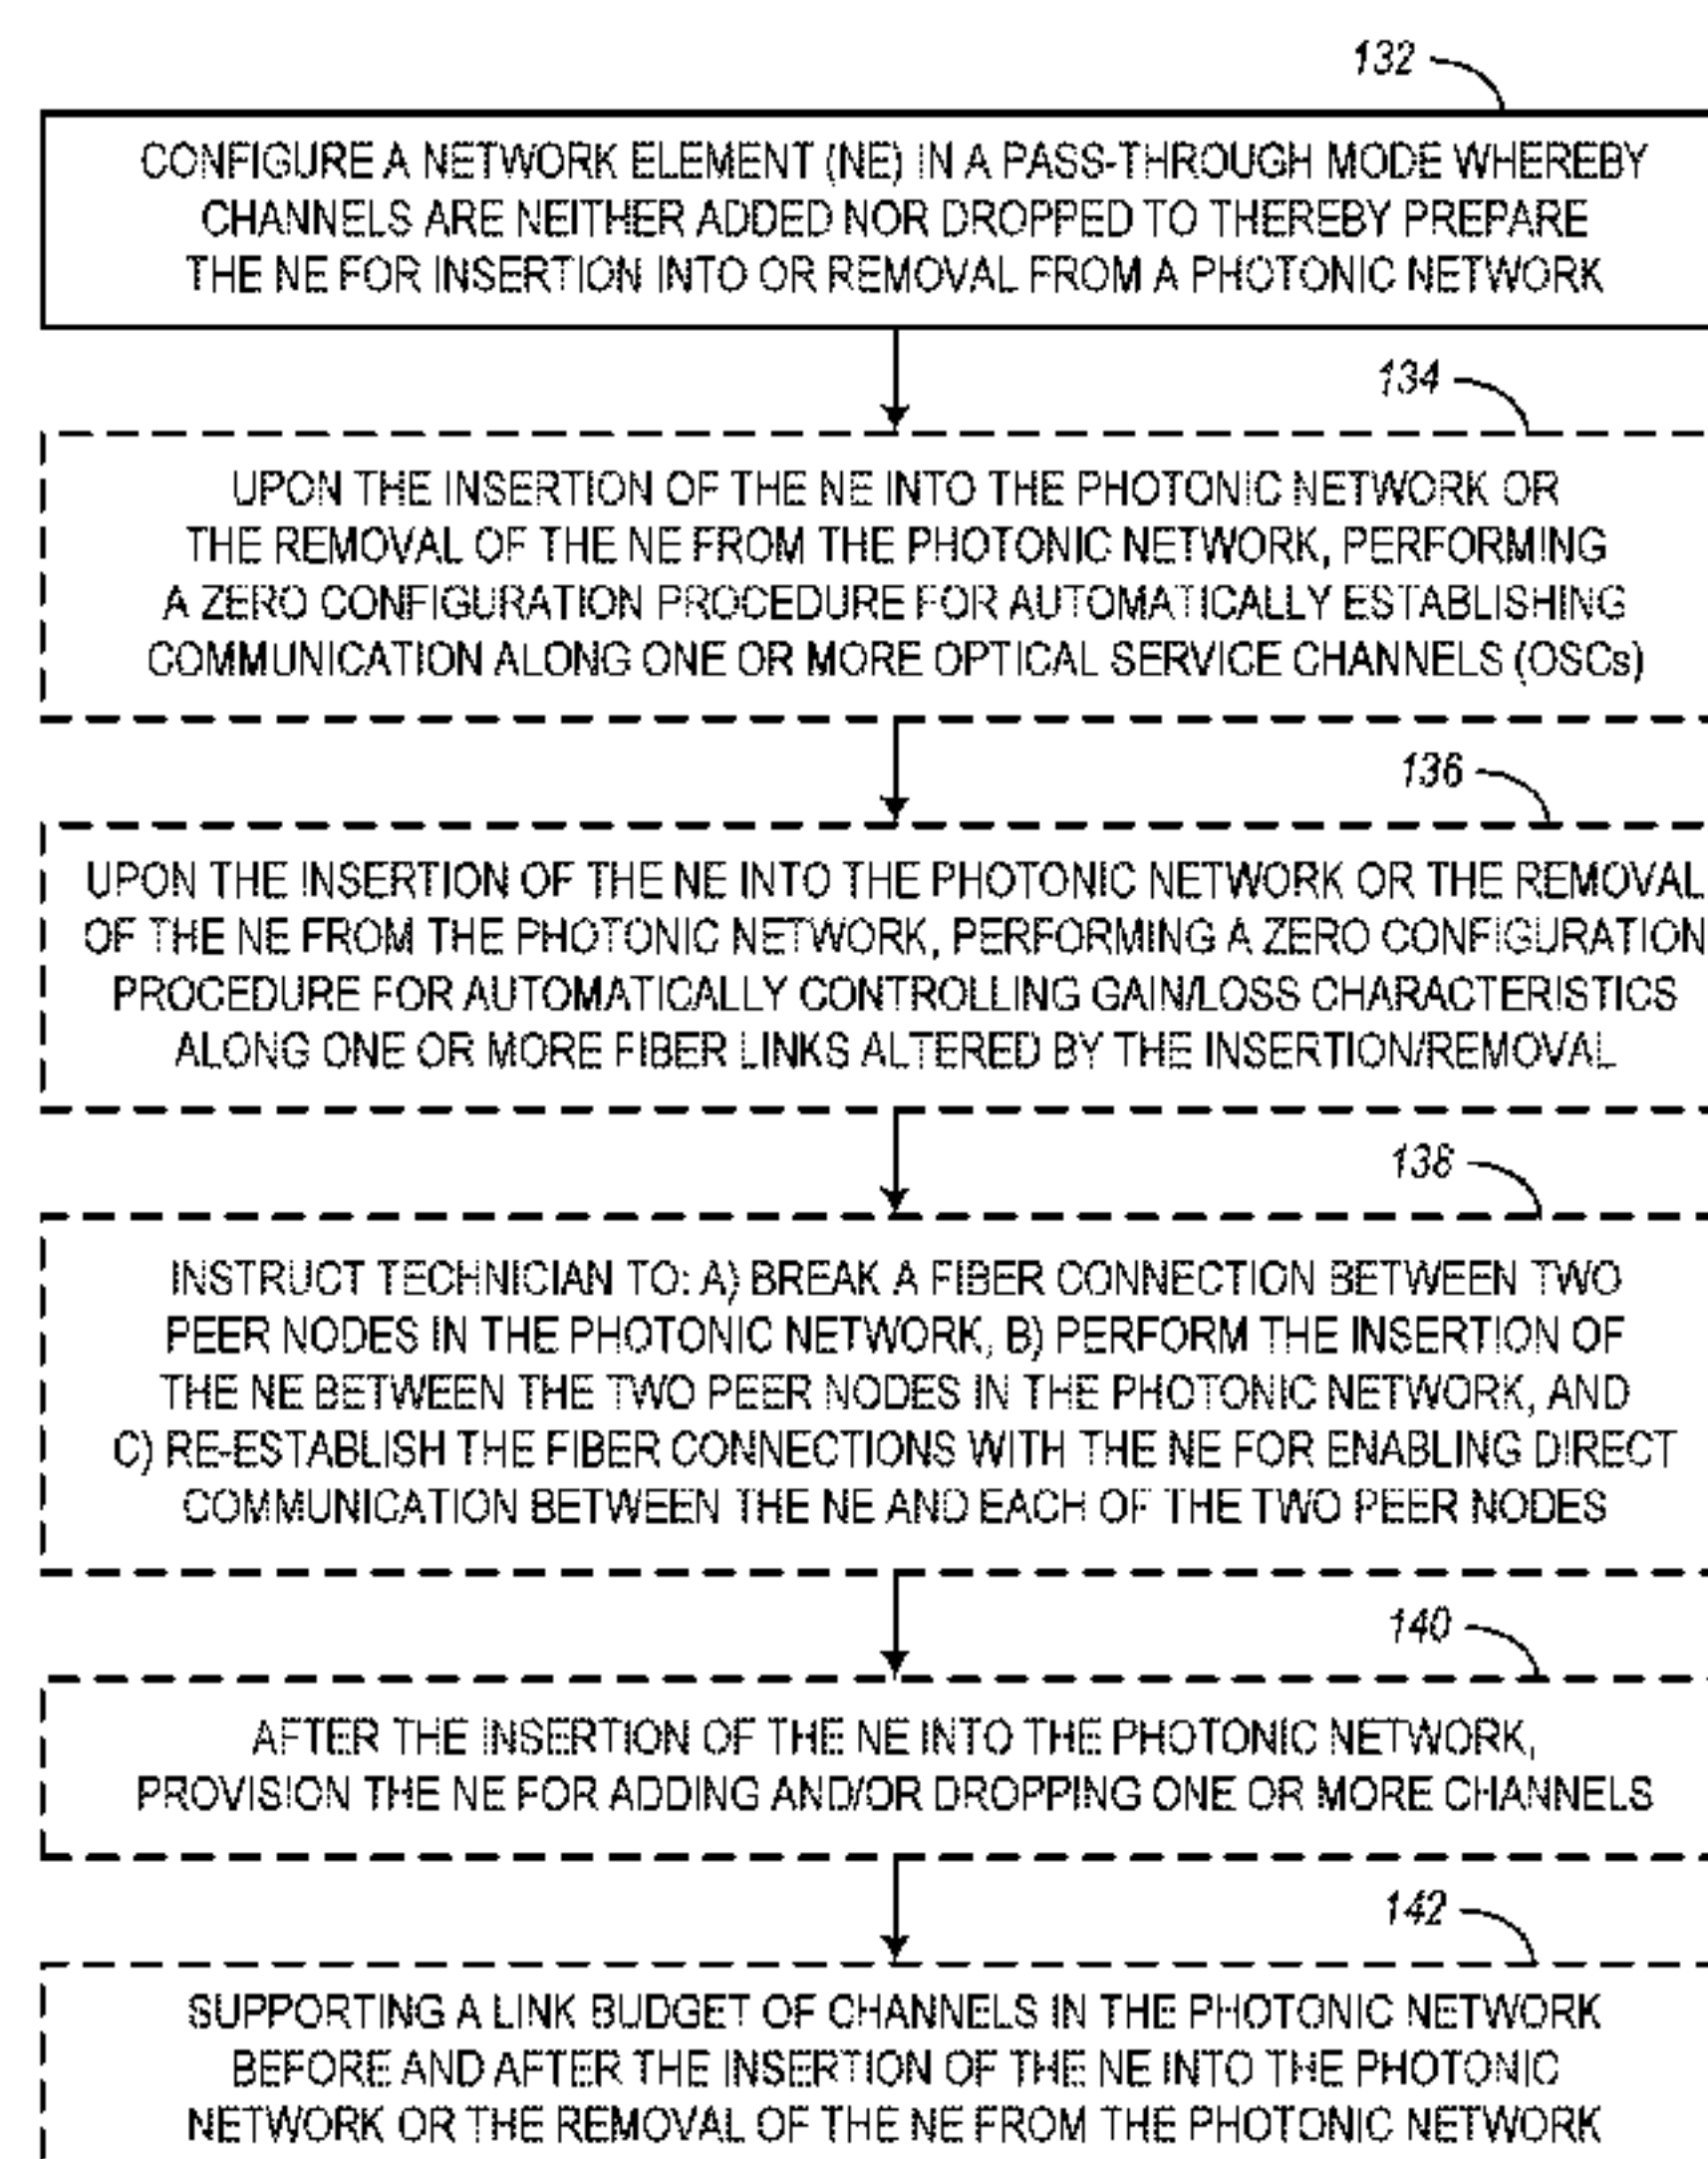 132
CONFIGURE A NETWORK ELEMENT (NE) IN A PASS-THROUGH MODE WHEREBY
CHANNELS ARE NEITHER ADDED NOR DROPPED TO THEREBY PREPARE
THE NE FOR INSERTION INTO OR REMOVAL FROM A PHOTONIC NETWORK
134
UPON THE INSERTION OF THE NE INTO THE PHOTONIC NETWORK OR
THE REMOVAL OF THE NE FROM THE PHOTONIC NETWORK, PERFORMING
A ZERO CONFIGURATION PROCEDURE FOR AUTOMATICALLY ESTABLISHING
COMMUNICATION ALONG ONE OR MORE OPTICAL SERVICE CHANNELS (OSCs)
136
UPON THE INSERTION OF THE NE INTO THE PHOTONIC NETWORK OR THE REMOVAL
OF THE NE FROM THE PHOTONIC NETWORK, PERFORMING A ZERO CONFIGURATION
PROCEDURE FOR AUTOMATICALLY CONTROLLING GAIN/LOSS CHARACTERISTICS
ALONG ONE OR MORE FIBER LINKS ALTERED BY THE INSERTION/REMOVAL
138
INSTRUCT TECHNICIAN TO: A) BREAK A FIBER CONNECTION BETWEEN TWO
PEER NODES IN THE PHOTONIC NETWORK, B) PERFORM THE INSERTION OF
THE NE BETWEEN THE TWO PEER NODES IN THE PHOTONIC NETWORK, AND
C) RE-ESTABLISH THE FIBER CONNECTIONS WITH THE NE FOR ENABLING DIRECT
COMMUNICATION BETWEEN THE NE AND EACH OF THE TWO PEER NODES
140
AFTER THE INSERTION OF THE NE INTO THE PHOTONIC NETWORK,
PROVISION THE NE FOR ADDING AND/OR DROPPING ONE OR MORE CHANNELS
142
SUPPORTING A LINK BUDGET OF CHANNELS IN THE PHOTONIC NETWORK
BEFORE AND AFTER THE INSERTION OF THE NE INTO THE PHOTONIC
NETWORK OR THE REMOVAL OF THE NE FROM THE PHOTONIC NETWORK